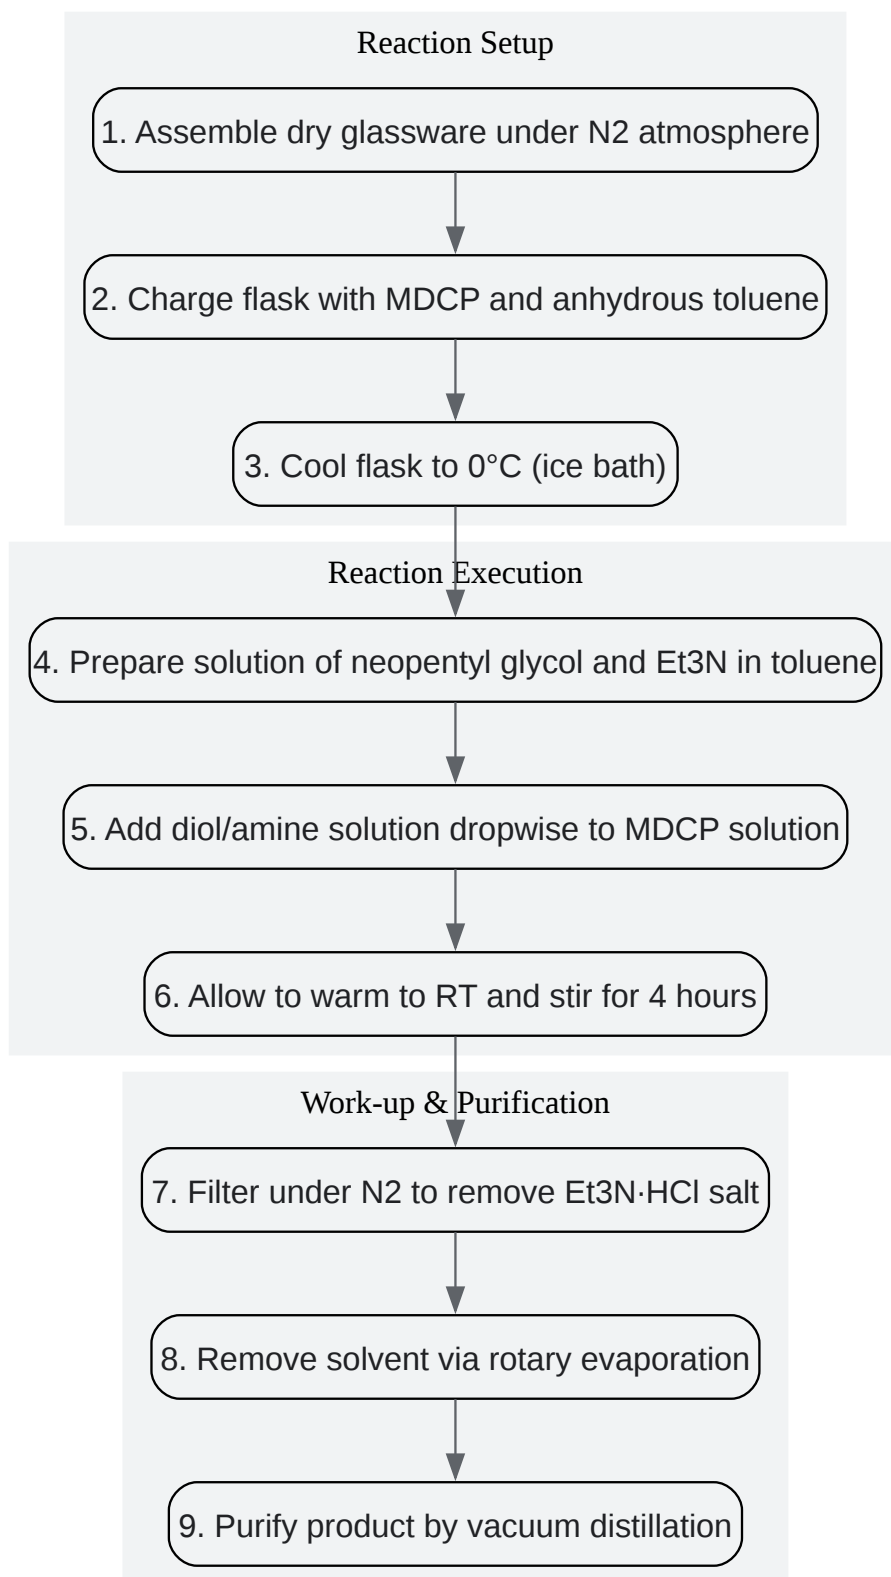 Reaction Setup
1. Assemble dry glassware under N2 atmosphere
2. Charge flask with MDCP and anhydrous toluene
3. Cool flask to 0°C (ice bath)
Reaction Execution
4. Prepare solution of neopentyl glycol and Et3N in toluene
5. Add diol/amine solution dropwise to MDCP solution
6. Allow to warm to RT and stir for 4 hours
Work-up & Purification
7. Filter under N2 to remove Et3N·HCl salt
8. Remove solvent via rotary evaporation
9. Purify product by vacuum distillation